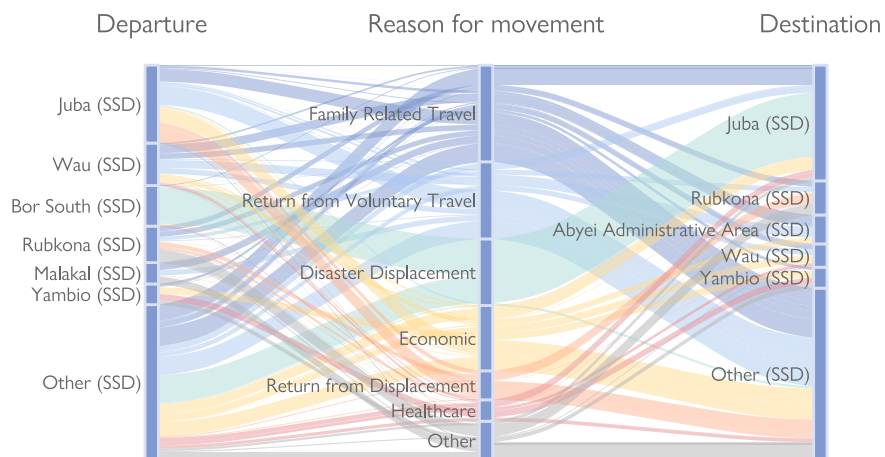 Departure
Reason for movement
Destination
Juba (SSD)
Wau (SSD)
Bor South (SSD)
Rubkona (SSD)
Malakal (SSD)
Yambio (SSD)
Other (SSD)
Family Related Travel
Return from Voluntary Travel
Disaster Displacement
Economic
Return from Displacement
Healthcare
Other
Juba (SSD)
Rubkona (SSD)
Abyei Administrative Area (SSD)
Wau (SSD)
Yambio (SSD)
Other (SSD)